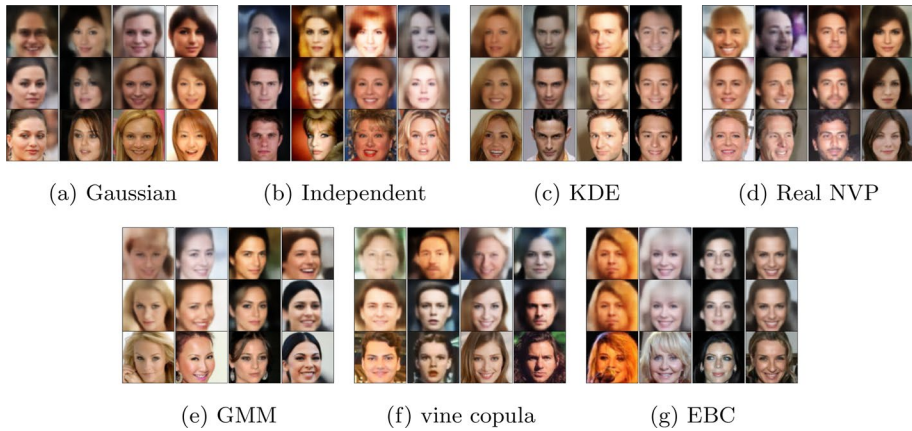 (a) Gaussian
(b) Independent
(c) KDE
(d) Real NVP
(e) GMM
(f) vine copula
(g) EBC